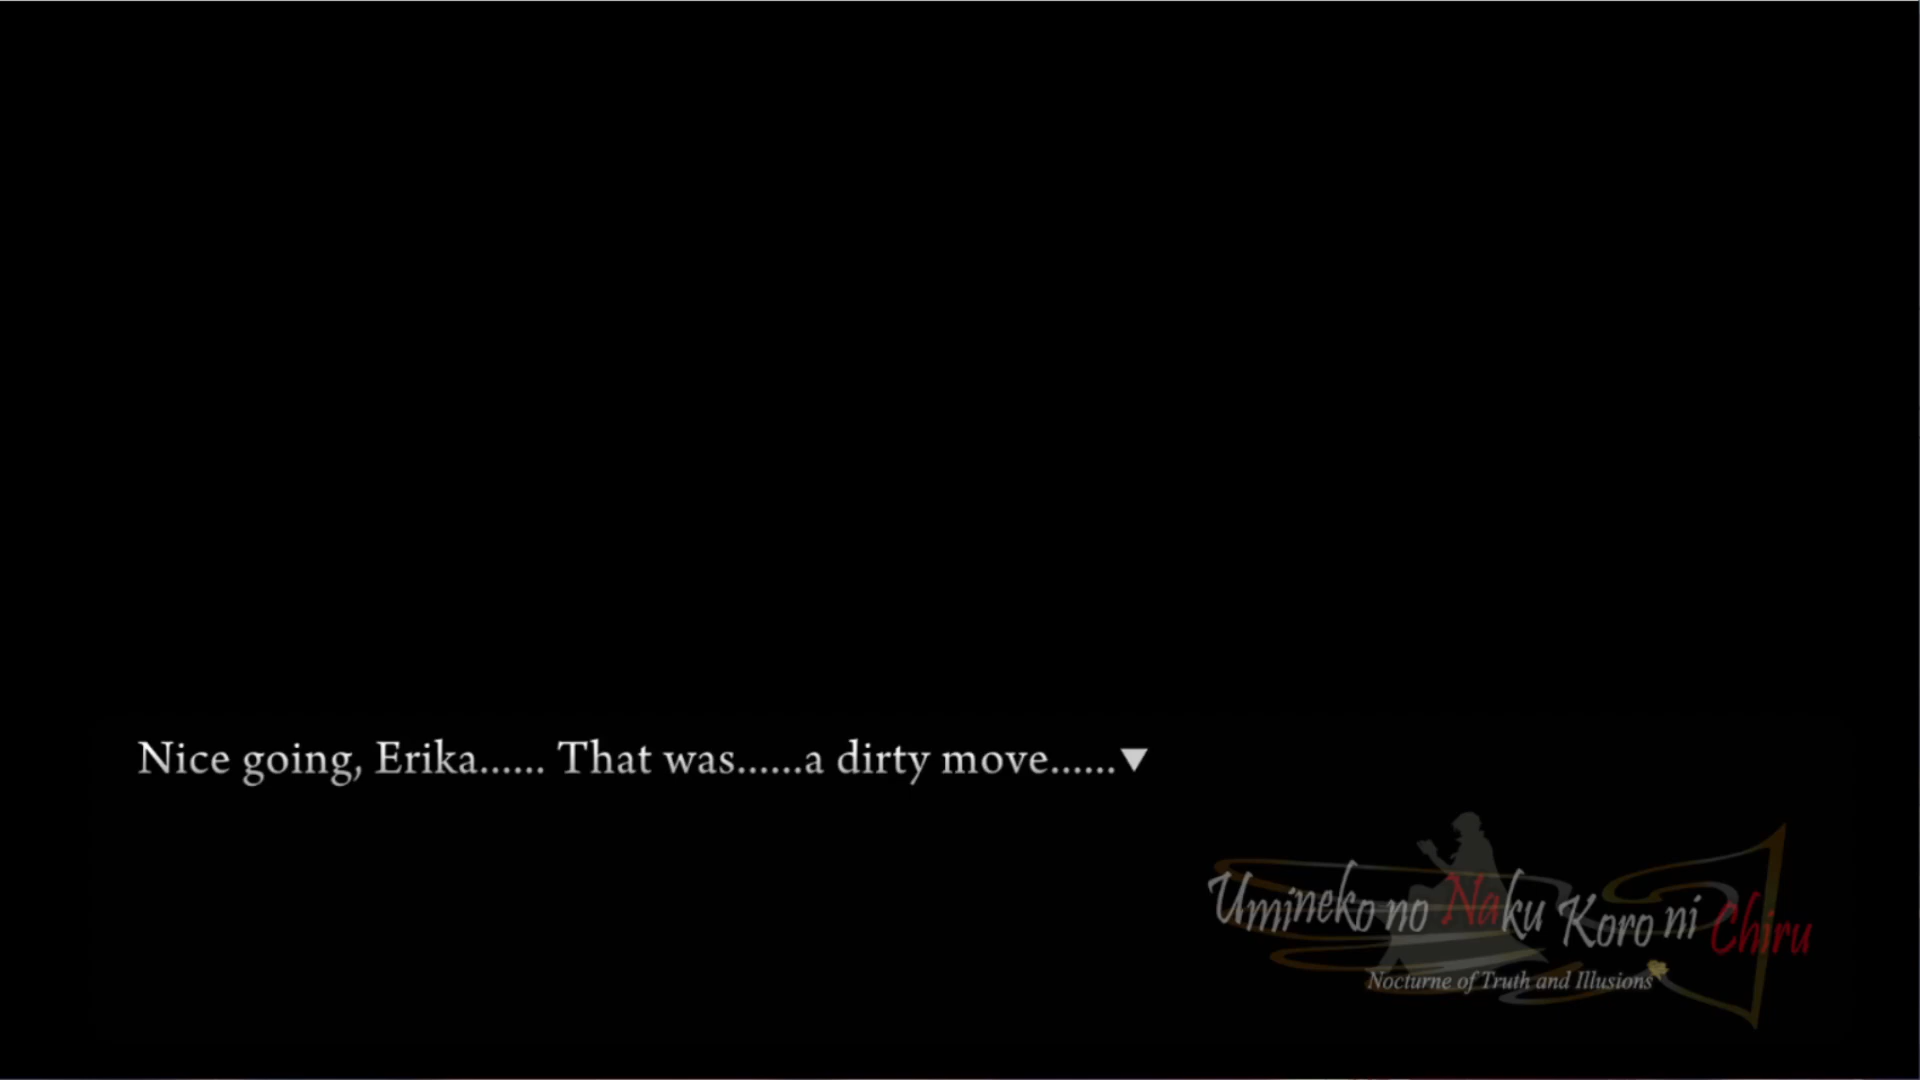 Nice going, Erika...... That was......a dirty move......▼
Umineko no Naku Koro ni Chiru
Nocturne of Truth and Illusions